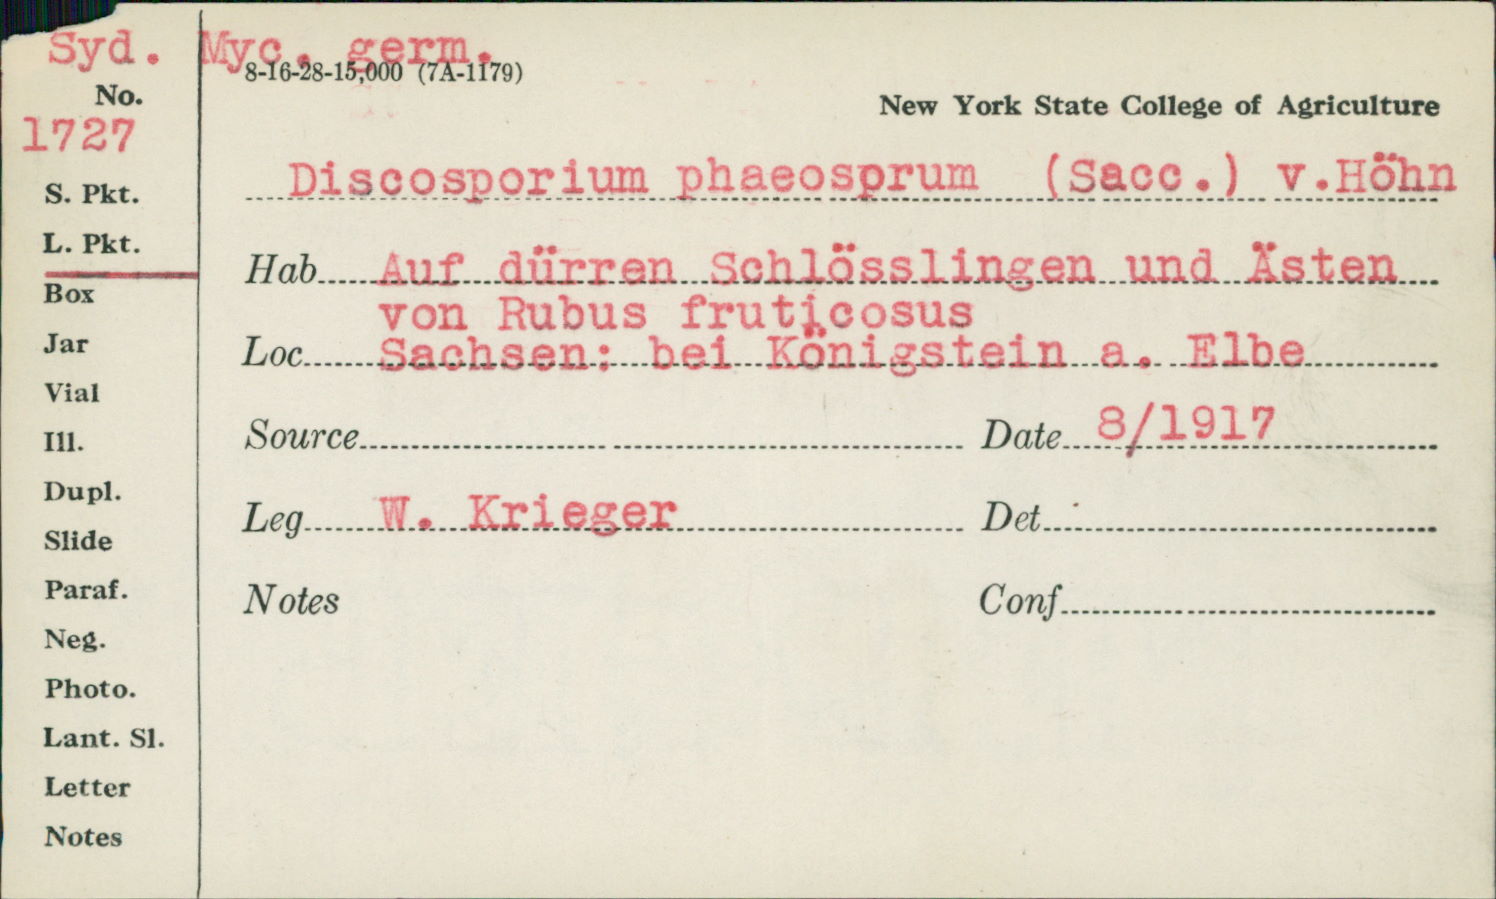 Syd. Myc. germ.
8-16-28-15,000 (7A-1179)
No.
1727
New York State College of Agriculture
S. Pkt.
Discosporium phaeosprum (Sacc.) v.Höhn
L. Pkt.
Hab Auf dürren Schlösslingen und Ästen
von Rubus fruticosus
Box
Jar
Loc Sachsen: bei Königstein a. Elbe
Vial
Ill.
Source Date 8/1917
Dupl.
Leg W. Krieger Det
Slide
Paraf.
Notes Conf
Neg.
Photo.
Lant. Sl.
Letter
Notes